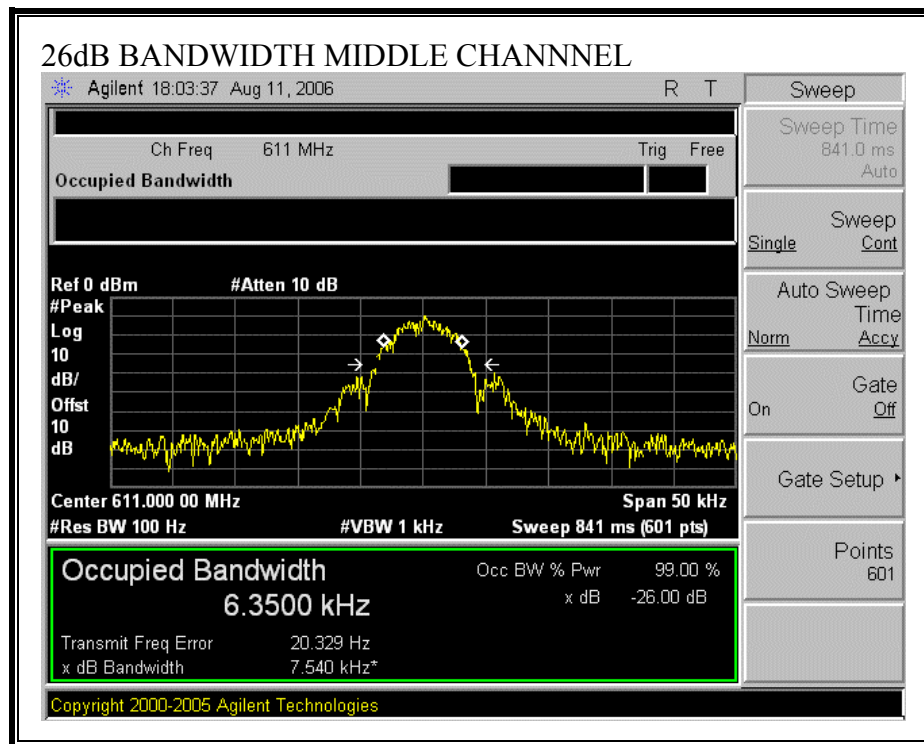 26dB BANDWIDTH MIDDLE CHANNNEL
Agilent 18:03:37 Aug 11, 2006 R T
Ch Freq 611 MHz Trig Free
Occupied Bandwidth
Ref 0 dBm #Atten 10 dB
#Peak
Log
10
dB/
Offst
10
dB
Center 611.000 00 MHz Span 50 kHz
#Res BW 100 Hz #VBW 1 kHz Sweep 841 ms (601 pts)
Occupied Bandwidth Occ BW % Pwr 99.00 %
6.3500 kHz x dB -26.00 dB
Transmit Freq Error 20.329 Hz
x dB Bandwidth 7.540 kHz*
Copyright 2000-2005 Agilent Technologies
Sweep
Sweep Time
841.0 ms
Auto
Sweep
Single Cont
Auto Sweep
Time
Norm Accy
Gate
On Off
Gate Setup
Points
601